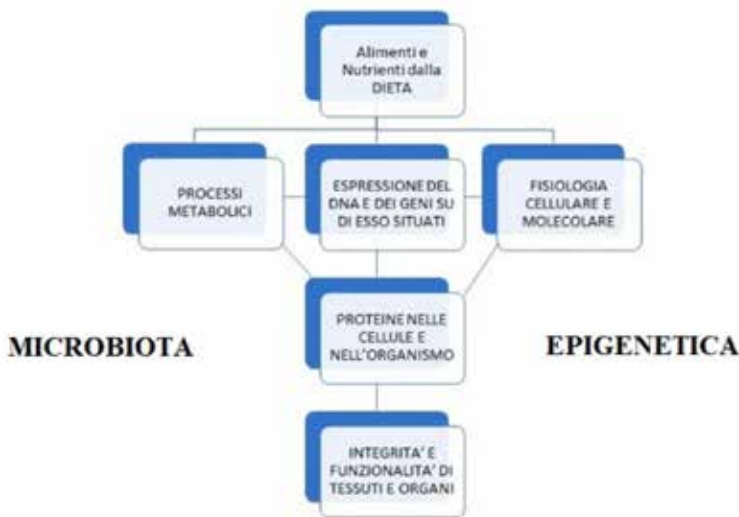 Alimenti e
Nutrienti dalla
DIETA
PROCESSI
METABOLICI
ESPRESSIONE DEL
DNA E DEI GENI SU
DI ESSO SITUATI
FISIOLOGIA
CELLULARE E
MOLECOLARE
MICROBIOTA
PROTEINE NELLE
CELLULE E
NELL'ORGANISMO
EPIGENETICA
INTEGRITA' E
FUNZIONALITA' DI
TESSUTI E ORGANI